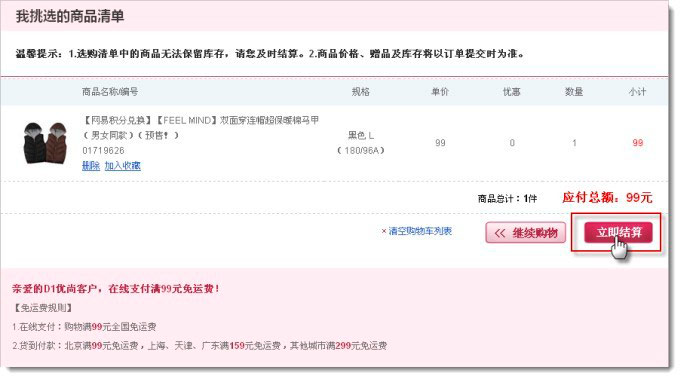 我挑选的商品清单
温馨提示：1.选购清单中的商品无法保留库存，请您及时结算。2.商品价格、赠品及库存将以订单提交时为准。
商品名称/编号 规格 单价 优惠 数量 小计
【网易积分兑换】【FEEL MIND】双面穿连帽超保暖棉马甲
（男女同款）（预售！） 黑色 L 99 0 1 99
01719626 （180/96A）
删除 加入收藏
商品总计：1件 应付总额：99元
×清空购物车列表 << 继续购物 立即结算
亲爱的D1优尚客户，在线支付满99元免运费！
【免运费规则】
1.在线支付：购物满99元全国免运费
2.货到付款：北京满99元免运费，上海、天津、广东满159元免运费，其他城市满299元免运费